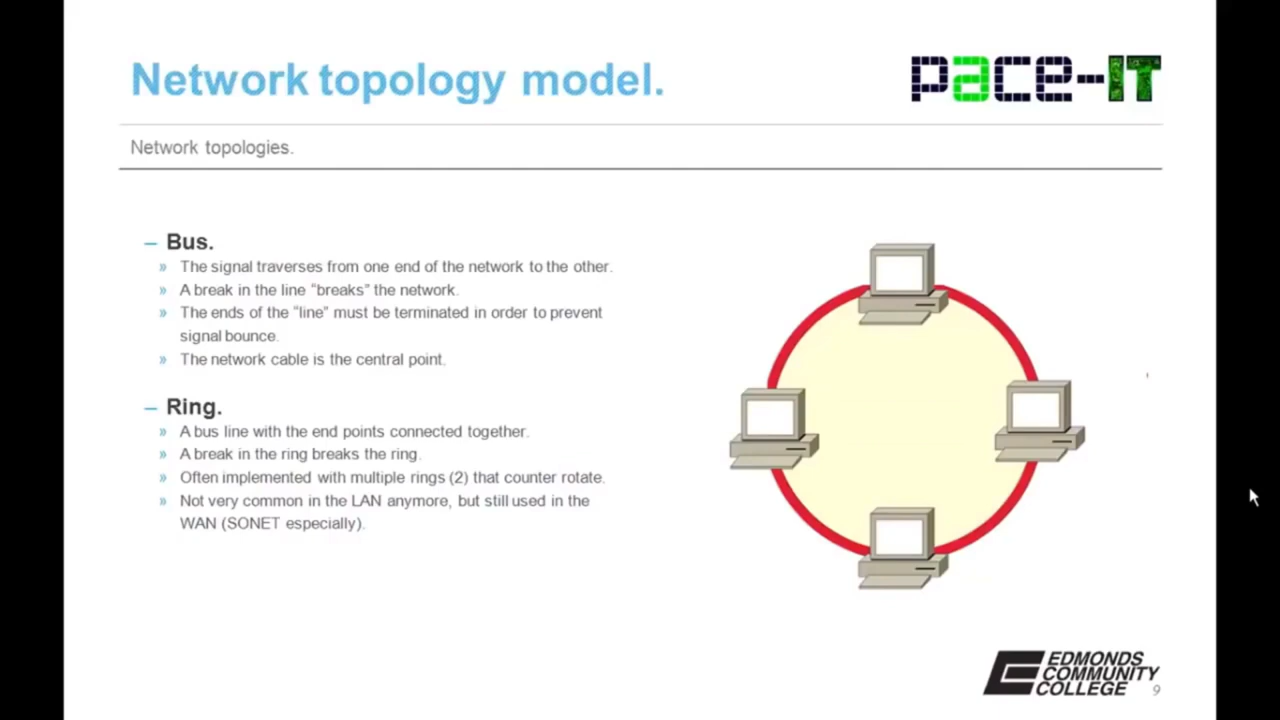 Network topology model.
pace-IT
Network topologies.
– Bus.
» The signal traverses from one end of the network to the other.
» A break in the line “breaks” the network.
» The ends of the “line” must be terminated in order to prevent
signal bounce.
» The network cable is the central point.
– Ring.
» A bus line with the end points connected together.
» A break in the ring breaks the ring.
» Often implemented with multiple rings (2) that counter rotate.
» Not very common in the LAN anymore, but still used in the
WAN (SONET especially).
EDMONDS
COMMUNITY
COLLEGE
9